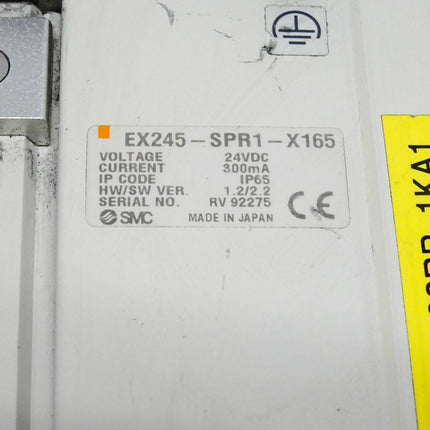 EX245-SPR1-X165
VOLTAGE 24VDC
CURRENT 300mA
IP CODE IP65
HW/SW VER. 1.2/2.2
SERIAL NO. RV 92275
SMC MADE IN JAPAN CE
1KA1